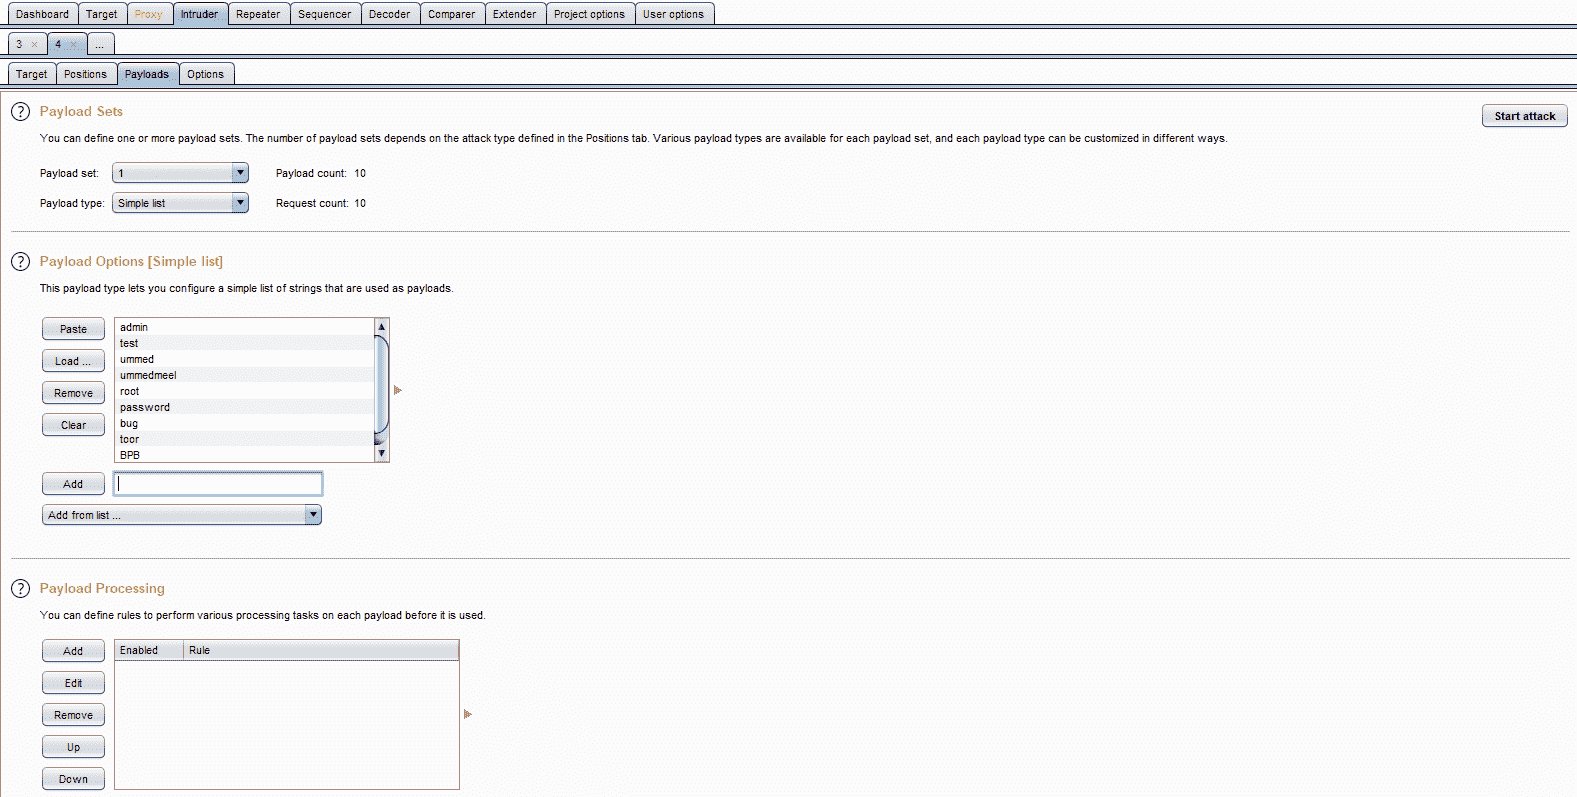 Dashboard Target Proxy Intruder Repeater Sequencer Decoder Comparer Extender Project options User options
3 × 4 × ...
Target Positions Payloads Options
? Payload Sets
Start attack
You can define one or more payload sets. The number of payload sets depends on the attack type defined in the Positions tab. Various payload types are available for each payload set, and each payload type can be customized in different ways.
Payload set: 1 Payload count: 10
Payload type: Simple list Request count: 10
? Payload Options [Simple list]
This payload type lets you configure a simple list of strings that are used as payloads.
Paste
Load ...
Remove
Clear
admin
test
ummed
ummedmeel
root
password
bug
toor
BPB
Add
Add from list ...
? Payload Processing
You can define rules to perform various processing tasks on each payload before it is used.
Add
Edit
Remove
Up
Down
Enabled Rule